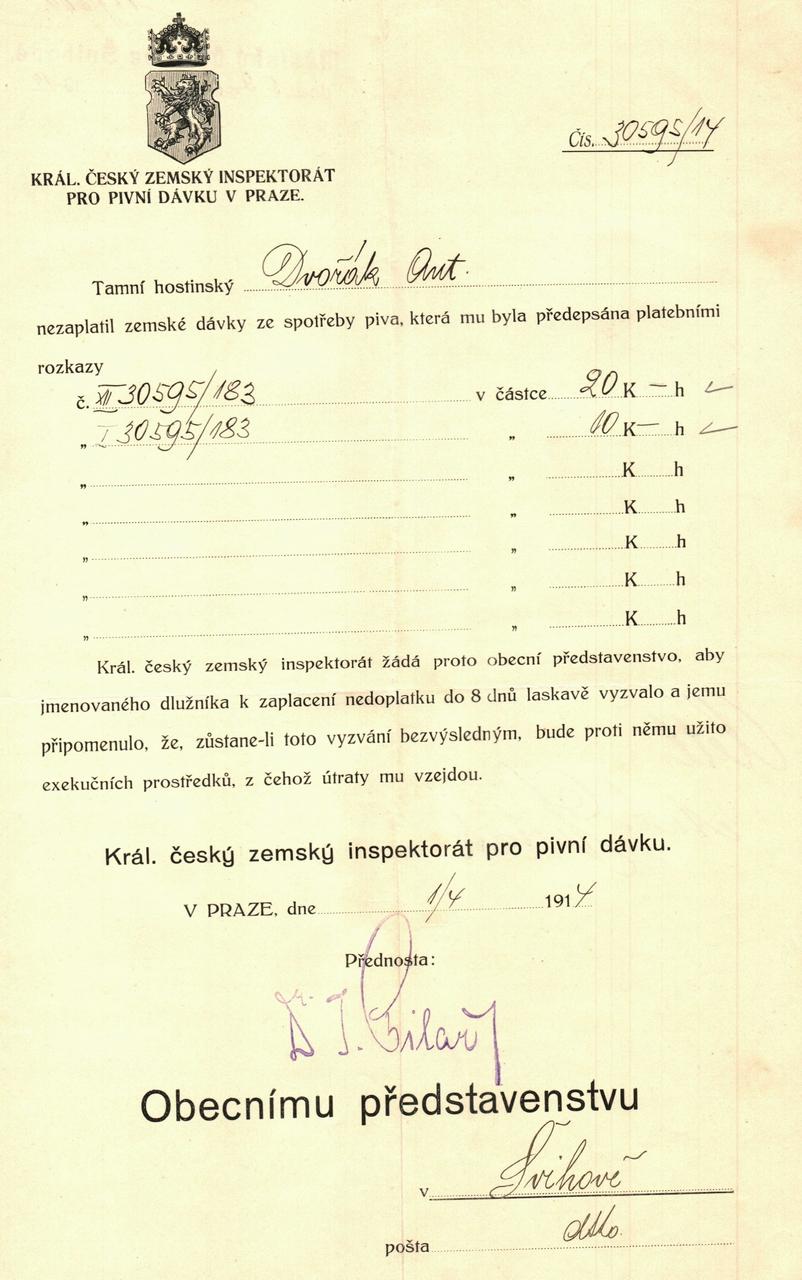 Čís. 30595/14
KRÁL. ČESKÝ ZEMSKÝ INSPEKTORÁT
PRO PIVNÍ DÁVKU V PRAZE.
Tamní hostinský Dvořák Ant.
nezaplatil zemské dávky ze spotřeby piva, která mu byla předepsána platebními
rozkazy
č. XII 30595/183 v částce 20 K — h
„ I 30595/183 „ 10 K — h
„ „ K h
„ „ K h
„ „ K h
„ „ K h
„ „ K h
Král. český zemský inspektorát žádá proto obecní představenstvo, aby
jmenovaného dlužníka k zaplacení nedoplatku do 8 dnů laskavě vyzvalo a jemu
připomenulo, že, zůstane-li toto vyzvání bezvýsledným, bude proti němu užito
exekučních prostředků, z čehož útraty mu vzejdou.
Král. český zemský inspektorát pro pivní dávku.
V PRAZE, dne 1/4 1914
Přednosta:
Dr. J. Pilař
Obecnímu představenstvu
v Švihově
pošta dtto.